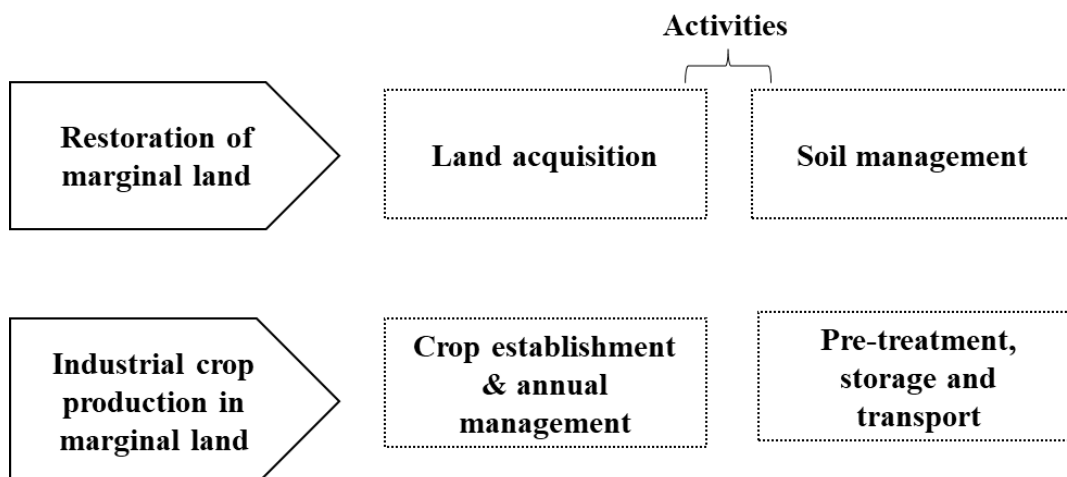 Activities
Restoration of
marginal land
Land acquisition
Soil management
Industrial crop
production in
marginal land
Crop establishment
& annual
management
Pre-treatment,
storage and
transport